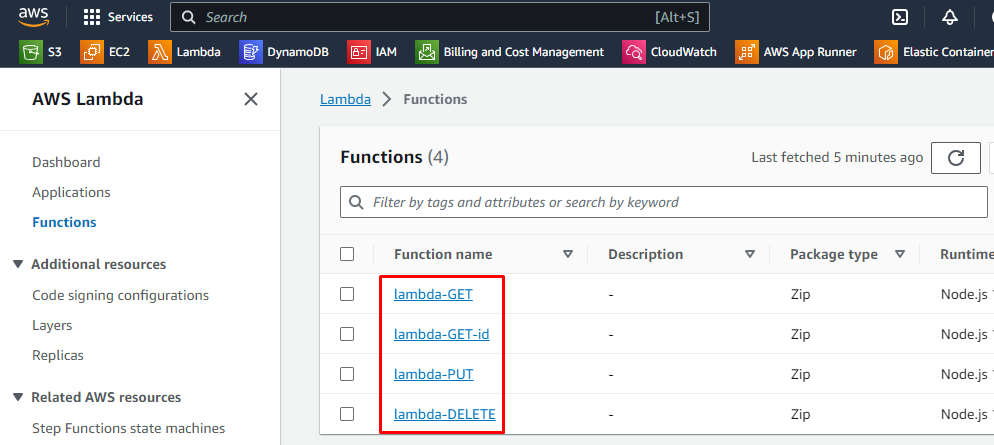 aws Services Search [Alt+S]
S3 EC2 Lambda DynamoDB IAM Billing and Cost Management CloudWatch AWS App Runner Elastic Container
AWS Lambda
Dashboard
Applications
Functions
Additional resources
Code signing configurations
Layers
Replicas
Related AWS resources
Step Functions state machines
Lambda Functions
Functions (4) Last fetched 5 minutes ago
Filter by tags and attributes or search by keyword
Function name Description Package type Runtime
lambda-GET - Zip Node.js
lambda-GET-id - Zip Node.js
lambda-PUT - Zip Node.js
lambda-DELETE - Zip Node.js